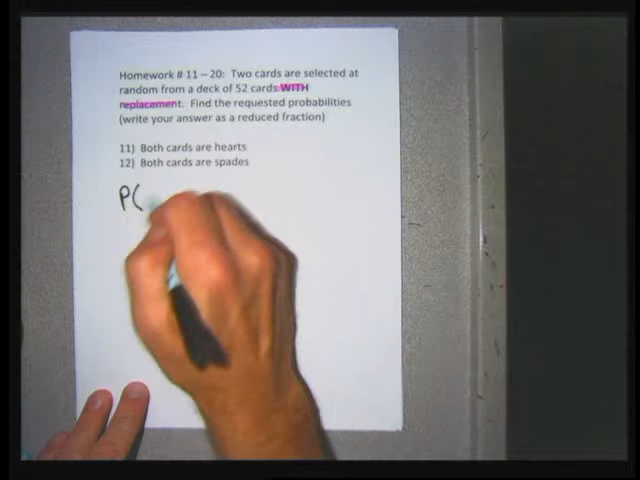 Homework # 11 – 20: Two cards are selected at
random from a deck of 52 cards WITH
replacement. Find the requested probabilities
(write your answer as a reduced fraction)
11) Both cards are hearts
12) Both cards are spades
P(